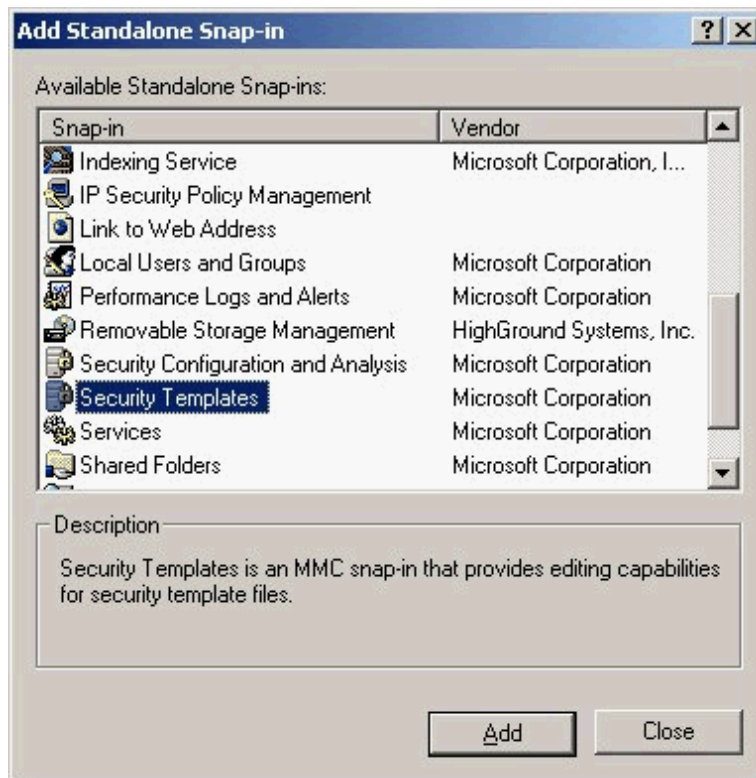 Add Standalone Snap-in
Available Standalone Snap-ins:
Snap-in Vendor
Indexing Service Microsoft Corporation, I...
IP Security Policy Management
Link to Web Address
Local Users and Groups Microsoft Corporation
Performance Logs and Alerts Microsoft Corporation
Removable Storage Management HighGround Systems, Inc.
Security Configuration and Analysis Microsoft Corporation
Security Templates Microsoft Corporation
Services Microsoft Corporation
Shared Folders Microsoft Corporation
Description
Security Templates is an MMC snap-in that provides editing capabilities
for security template files.
Add Close